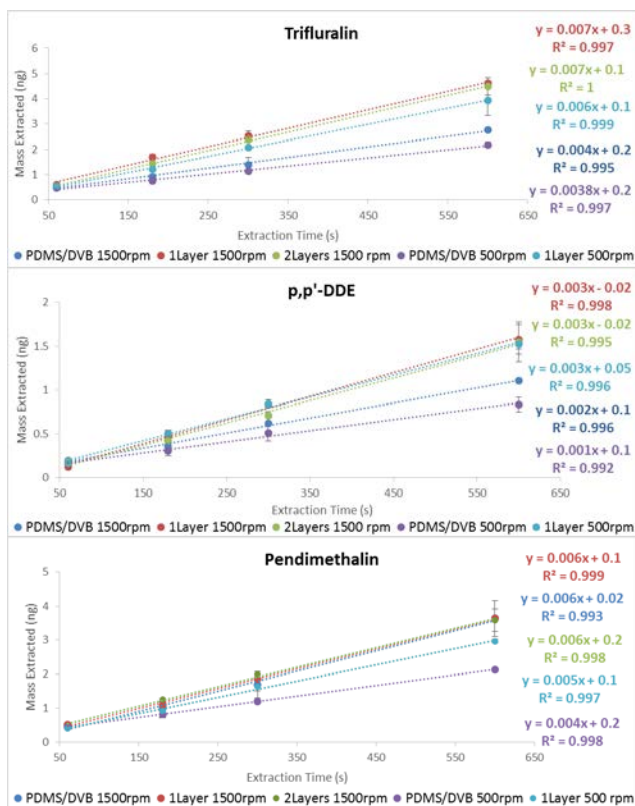 Trifluralin
y = 0.007x + 0.3
R² = 0.997
y = 0.007x + 0.1
R² = 1
y = 0.006x + 0.1
R² = 0.999
y = 0.004x + 0.2
R² = 0.995
y = 0.0038x + 0.2
R² = 0.997
Mass Extracted (ng)
6
5
4
3
2
1
0
50 150 250 350 450 550 650
Extraction Time (s)
PDMS/DVB 1500rpm 1Layer 1500rpm 2Layers 1500 rpm PDMS/DVB 500rpm 1Layer 500rpm
p,p'-DDE
y = 0.003x - 0.02
R² = 0.998
y = 0.003x - 0.02
R² = 0.995
y = 0.003x + 0.05
R² = 0.996
y = 0.002x + 0.1
R² = 0.996
y = 0.001x + 0.1
R² = 0.992
Mass Extracted (ng)
2
1.5
1
0.5
0
50 150 250 350 450 550 650
Extraction Time (s)
PDMS/DVB 1500rpm 1Layer 1500rpm 2Layers 1500 rpm PDMS/DVB 500rpm 1Layer 500rpm
Pendimethalin
y = 0.006x + 0.1
R² = 0.999
y = 0.006x + 0.02
R² = 0.993
y = 0.006x + 0.2
R² = 0.998
y = 0.005x + 0.1
R² = 0.997
y = 0.004x + 0.2
R² = 0.998
Mass Extracted (ng)
5
4
3
2
1
0
50 150 250 350 450 550 650
Extraction Time (s)
PDMS/DVB 1500rpm 1Layer 1500rpm 2Layers 1500rpm PDMS/DVB 500rpm 1Layer 500 rpm